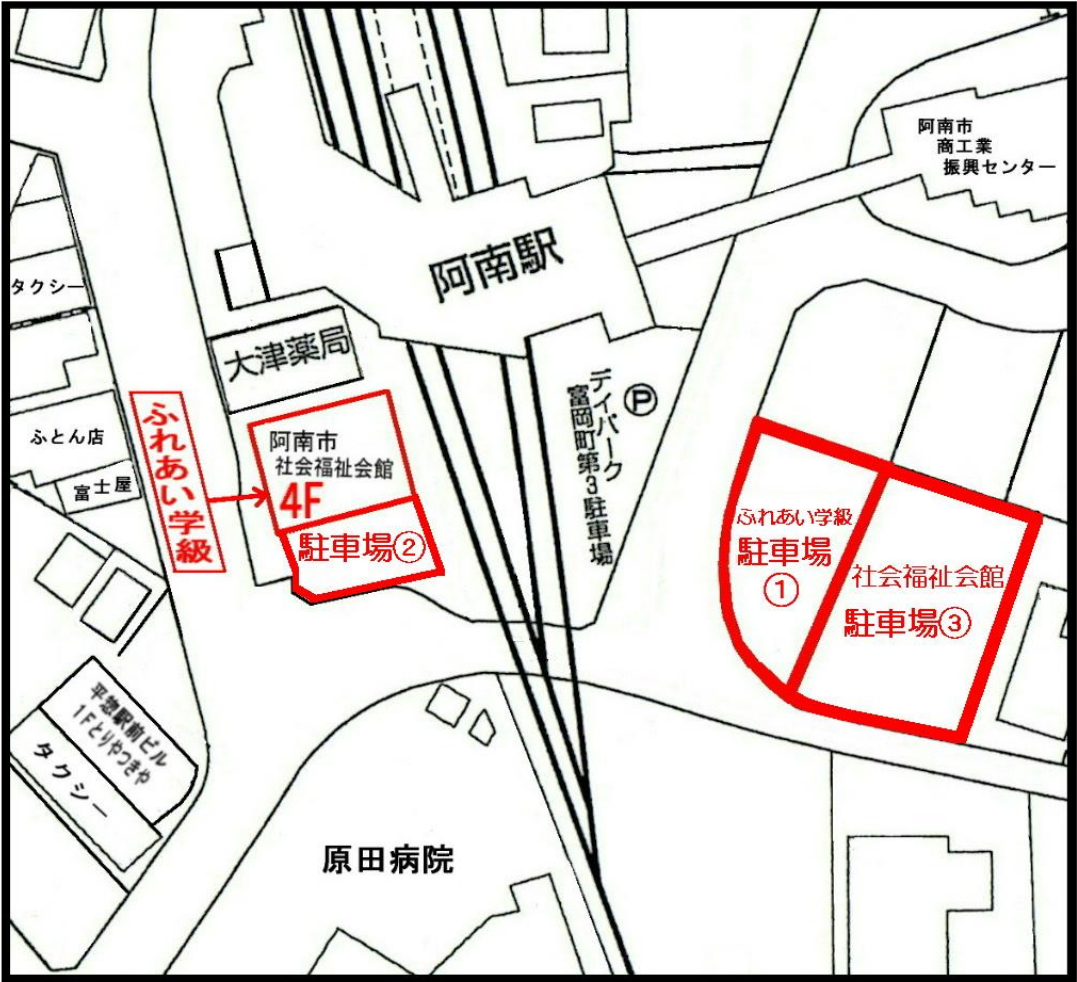 阿南市
商工業
振興センター
阿南駅
タクシー
大津薬局
デイパーク
富岡町第3駐車場
P
ふれあい学級
阿南市
社会福祉会館
4F
駐車場②
ふとん店
富士屋
ふれあい学級
駐車場
①
社会福祉会館
駐車場③
平惣駅前ビル
1Fとりやつきや
タクシー
原田病院